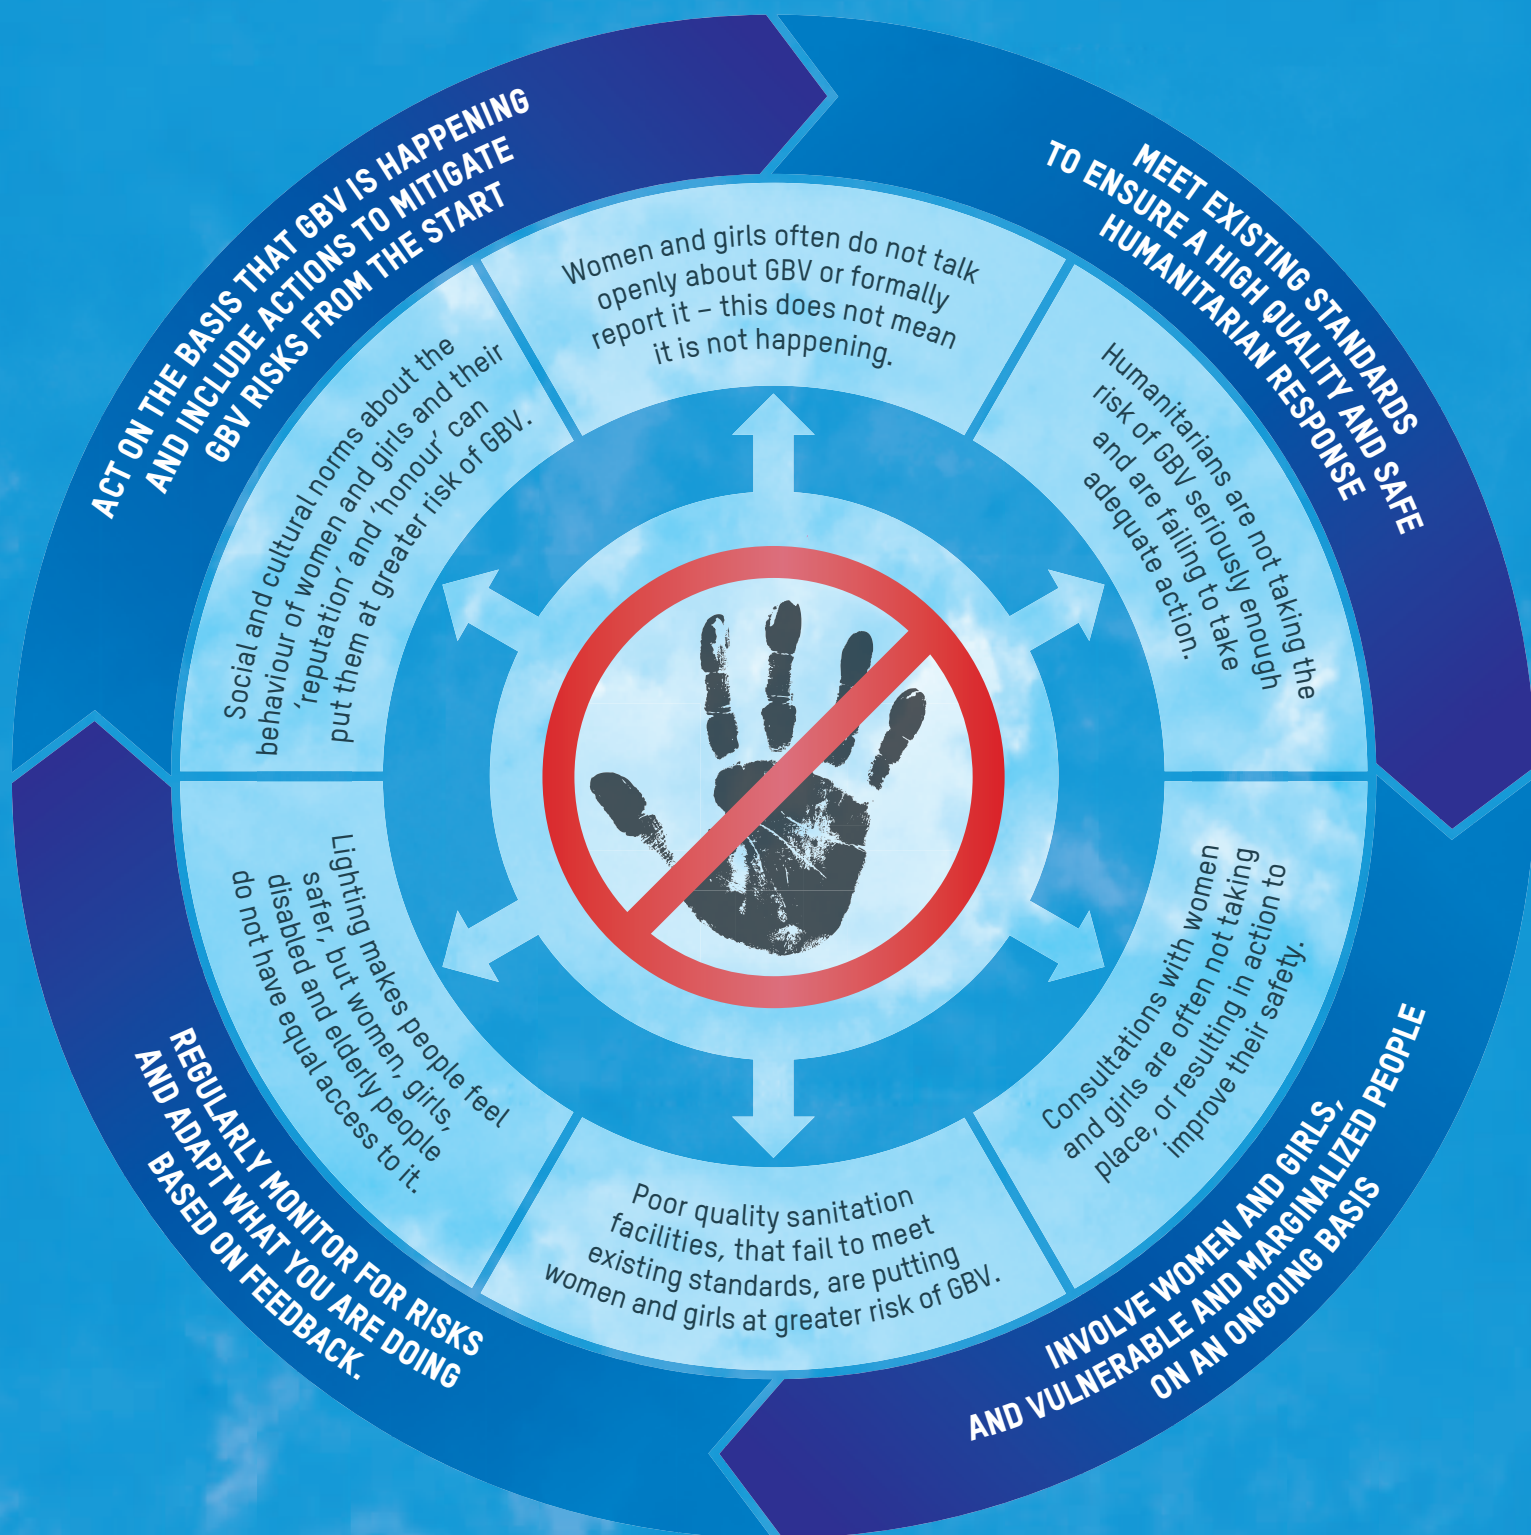 ACT ON THE BASIS THAT GBV IS HAPPENING
AND INCLUDE ACTIONS TO MITIGATE
GBV RISKS FROM THE START
MEET EXISTING STANDARDS
TO ENSURE A HIGH QUALITY AND SAFE
HUMANITARIAN RESPONSE
INVOLVE WOMEN AND GIRLS,
AND VULNERABLE AND MARGINALIZED PEOPLE
ON AN ONGOING BASIS
REGULARLY MONITOR FOR RISKS
AND ADAPT WHAT YOU ARE DOING
BASED ON FEEDBACK.
Women and girls often do not talk
openly about GBV or formally
report it – this does not mean
it is not happening.
Humanitarians are not taking the
risk of GBV seriously enough
and are failing to take
adequate action.
Consultations with women
and girls are often not taking
place, or resulting in action to
improve their safety.
Poor quality sanitation
facilities, that fail to meet
existing standards, are putting
women and girls at greater risk of GBV.
Lighting makes people feel
safer, but women, girls,
disabled and elderly people
do not have equal access to it.
Social and cultural norms about the
behaviour of women and girls and their
‘reputation’ and ‘honour’ can
put them at greater risk of GBV.